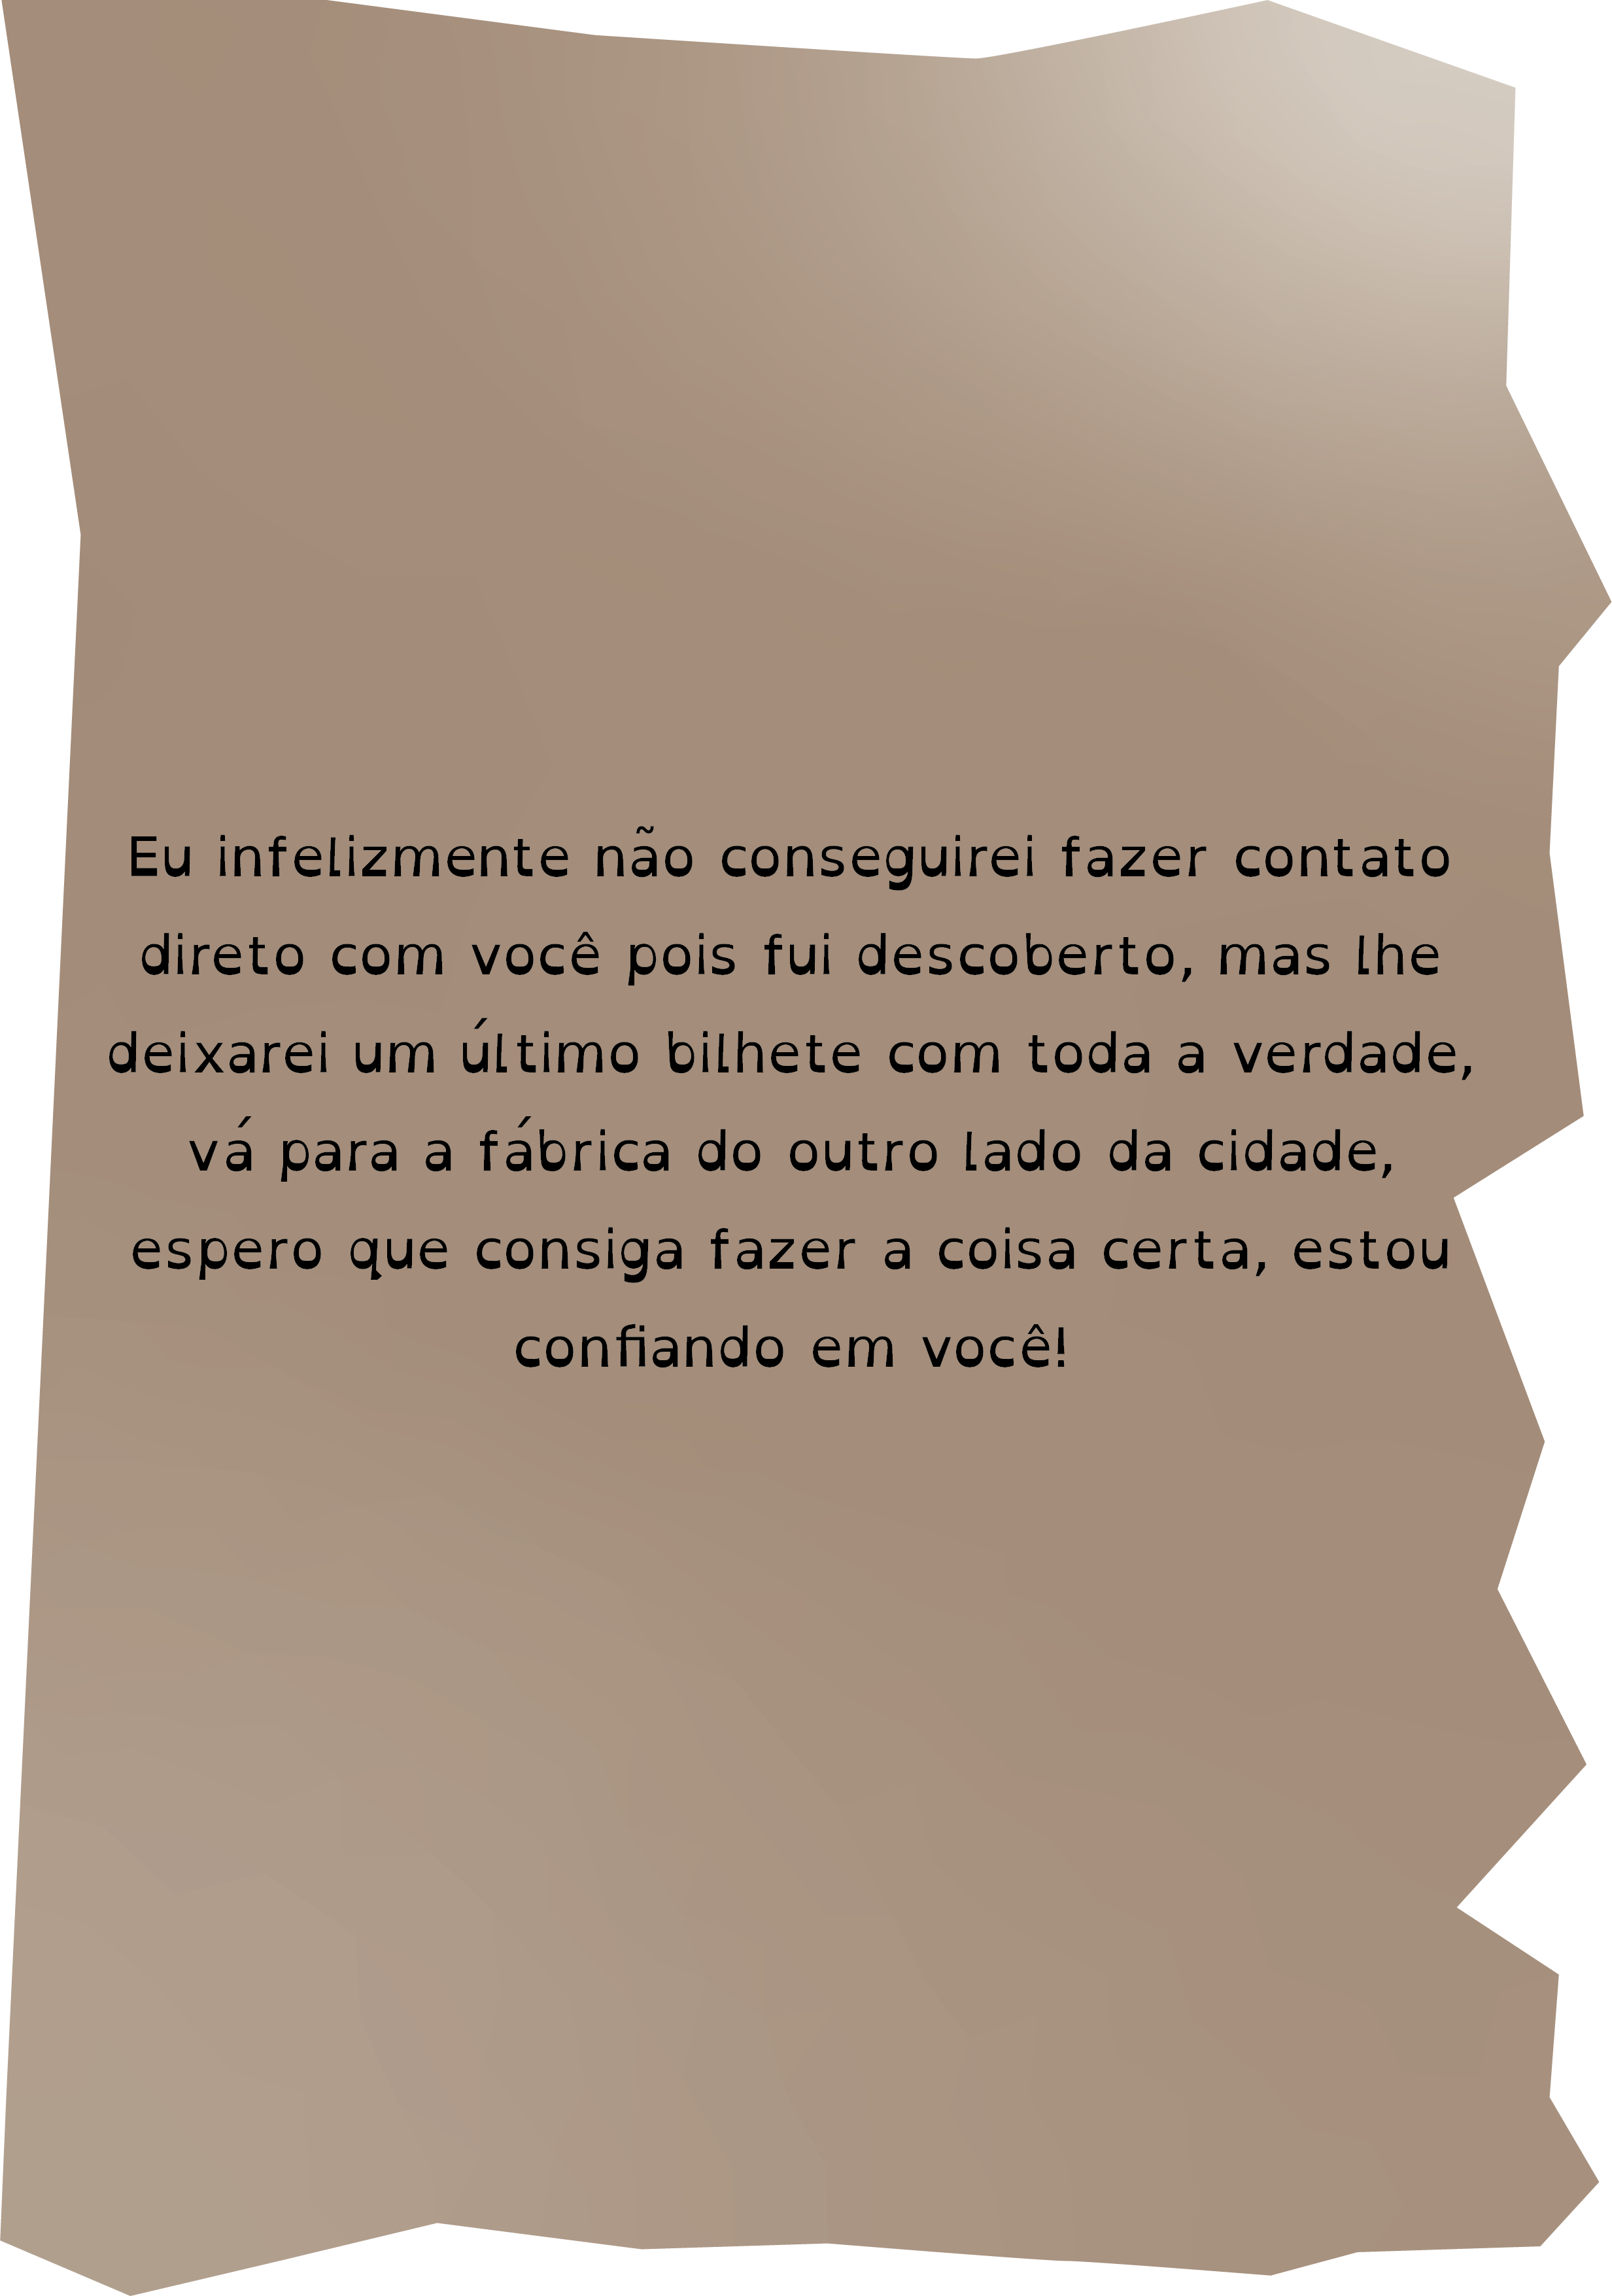 Eu infelizmente não conseguirei fazer contato
direto com você pois fui descoberto, mas lhe
deixarei um último bilhete com toda a verdade,
vá para a fábrica do outro lado da cidade,
espero que consiga fazer a coisa certa, estou
confiando em você!